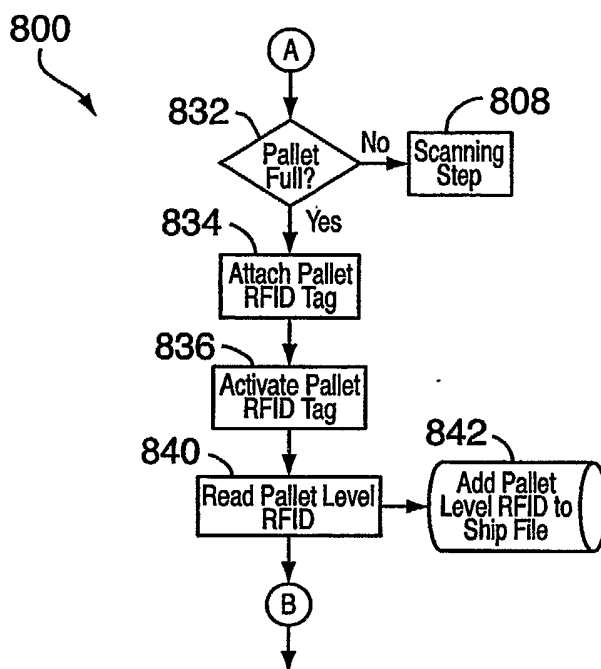 800
A
832
Pallet
Full?
No
808
Scanning
Step
Yes
834
Attach Pallet
RFID Tag
836
Activate Pallet
RFID Tag
840
Read Pallet Level
RFID
842
Add Pallet
Level RFID to
Ship File
B